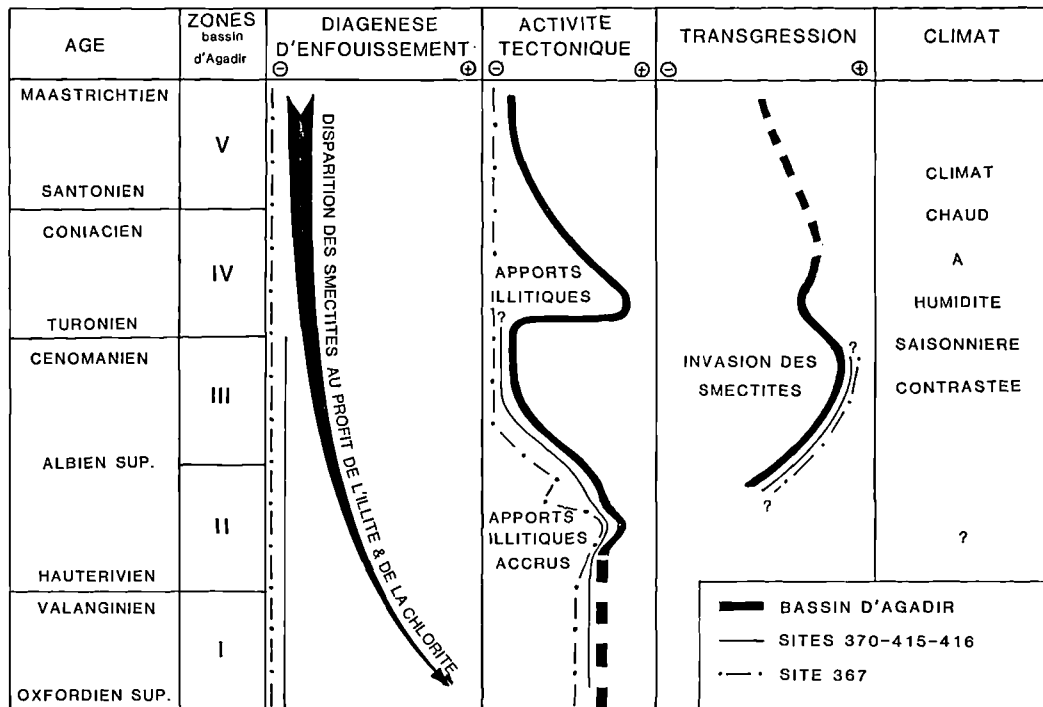 AGE
ZONES
bassin
d'Agadir
DIAGENESE
D'ENFOUISSEMENT
⊖ ⊕
ACTIVITE
TECTONIQUE
⊖ ⊕
TRANSGRESSION
⊖ ⊕
CLIMAT
MAASTRICHTIEN
V
SANTONIEN
CONIACIEN
IV
TURONIEN
CENOMANIEN
III
ALBIEN SUP.
II
HAUTERIVIEN
VALANGINIEN
I
OXFORDIEN SUP.
DISPARITION DES SMECTITES AU PROFIT DE L'ILLITE & DE LA CHLORITE
APPORTS
ILLITIQUES
?
APPORTS
ILLITIQUES
ACCRUS
?
INVASION DES
SMECTITES
?
CLIMAT
CHAUD
A
HUMIDITE
SAISONNIERE
CONTRASTEE
?
BASSIN D'AGADIR
SITES 370-415-416
SITE 367